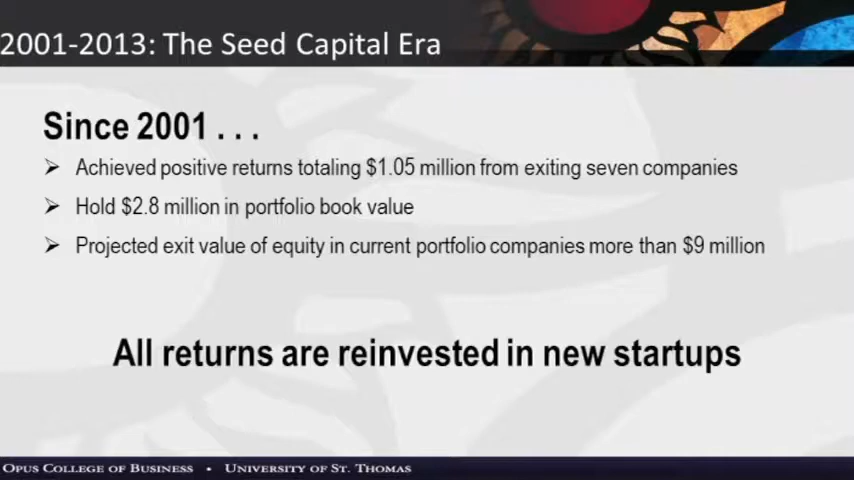 2001-2013: The Seed Capital Era
Since 2001 . . .
➢ Achieved positive returns totaling $1.05 million from exiting seven companies
➢ Hold $2.8 million in portfolio book value
➢ Projected exit value of equity in current portfolio companies more than $9 million
All returns are reinvested in new startups
OPUS COLLEGE OF BUSINESS • UNIVERSITY OF ST. THOMAS